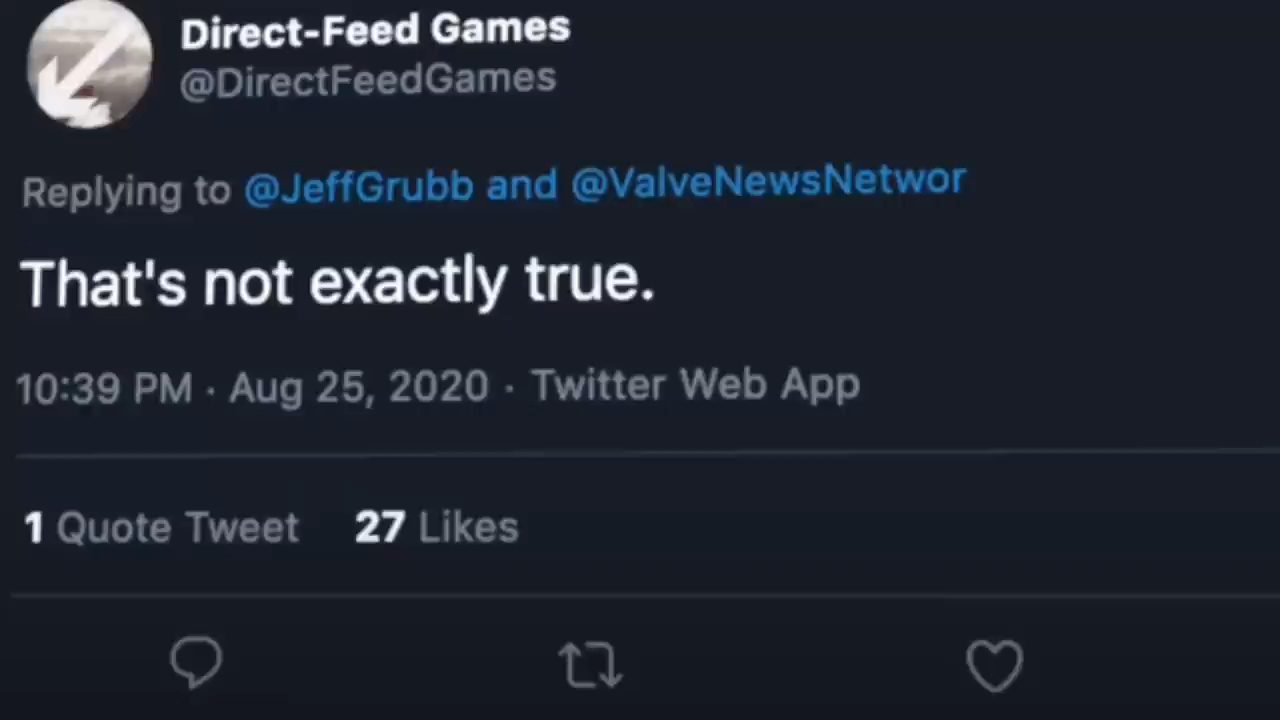 Direct-Feed Games
@DirectFeedGames
Replying to @JeffGrubb and @ValveNewsNetwor
That's not exactly true.
10:39 PM · Aug 25, 2020 · Twitter Web App
1 Quote Tweet 27 Likes